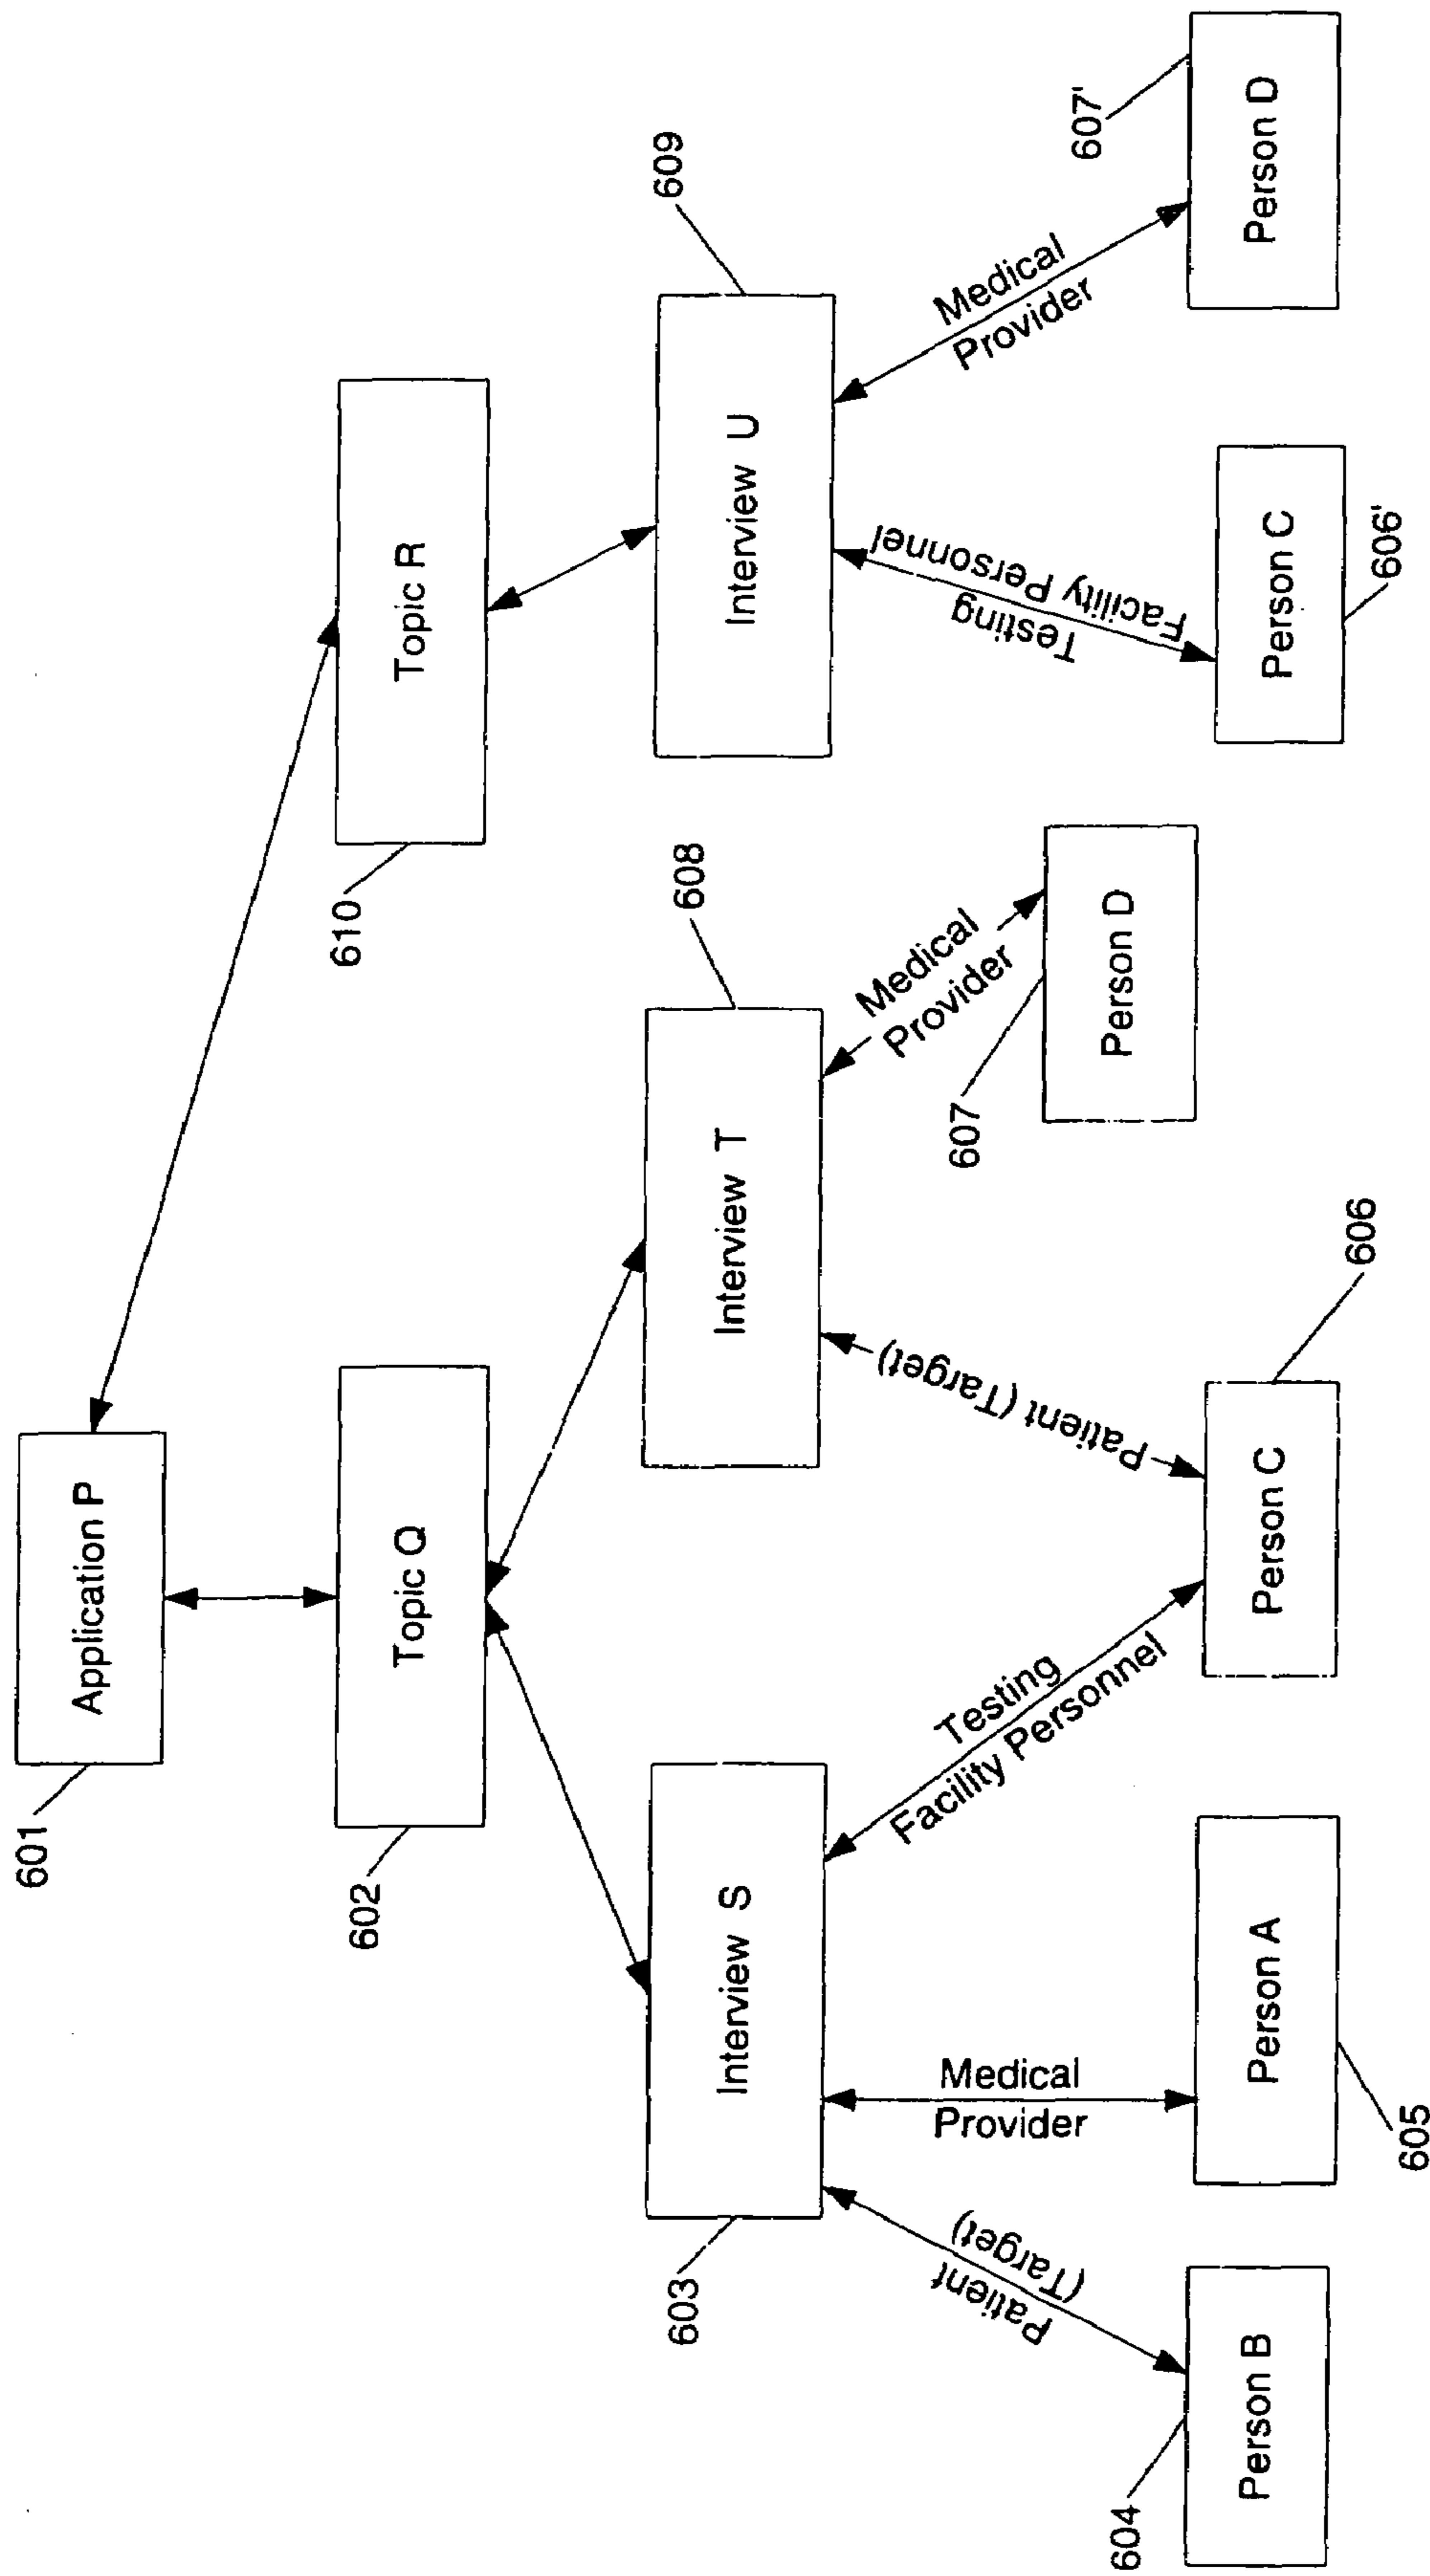 601
Application P
602
Topic Q
610
Topic R
603
Interview S
608
Interview T
609
Interview U
Patient
(Target)
Medical
Provider
Testing
Facility Personnel
Patient (Target)
Medical
Provider
Testing
Facility Personnel
Medical
Provider
604
Person B
Person A
605
Person C
606
607
Person D
Person C
606'
607'
Person D